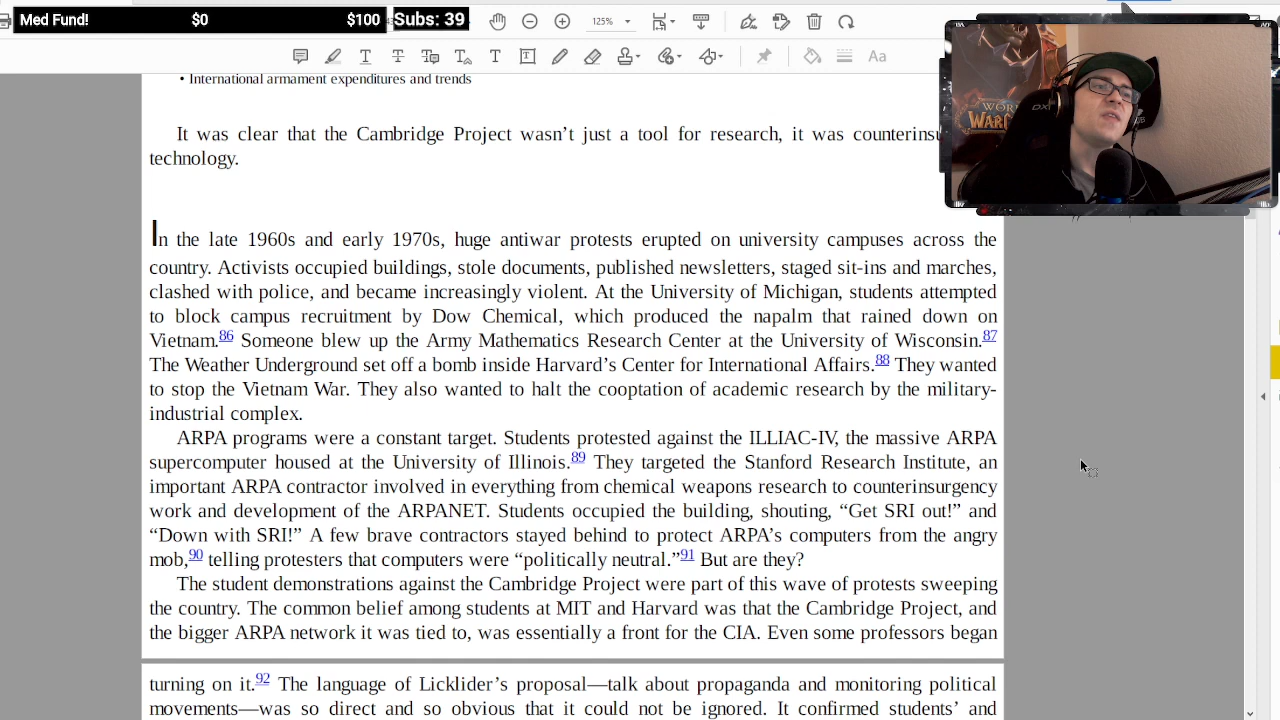 Med Fund! $0 $100 Subs: 39
125%
Aa
• International armament expenditures and trends
It was clear that the Cambridge Project wasn’t just a tool for research, it was
technology.
In the late 1960s and early 1970s, huge antiwar protests erupted on university campuses across the
country. Activists occupied buildings, stole documents, published newsletters, staged sit-ins and marches,
clashed with police, and became increasingly violent. At the University of Michigan, students attempted
to block campus recruitment by Dow Chemical, which produced the napalm that rained down on
Vietnam.86 Someone blew up the Army Mathematics Research Center at the University of Wisconsin.87
The Weather Underground set off a bomb inside Harvard’s Center for International Affairs.88 They wanted
to stop the Vietnam War. They also wanted to halt the cooptation of academic research by the military-
industrial complex.
ARPA programs were a constant target. Students protested against the ILLIAC-IV, the massive ARPA
supercomputer housed at the University of Illinois.89 They targeted the Stanford Research Institute, an
important ARPA contractor involved in everything from chemical weapons research to counterinsurgency
work and development of the ARPANET. Students occupied the building, shouting, “Get SRI out!” and
“Down with SRI!” A few brave contractors stayed behind to protect ARPA’s computers from the angry
mob,90 telling protesters that computers were “politically neutral.”91 But are they?
The student demonstrations against the Cambridge Project were part of this wave of protests sweeping
the country. The common belief among students at MIT and Harvard was that the Cambridge Project, and
the bigger ARPA network it was tied to, was essentially a front for the CIA. Even some professors began
turning on it.92 The language of Licklider’s proposal—talk about propaganda and monitoring political
movements—was so direct and so obvious that it could not be ignored. It confirmed students’ and